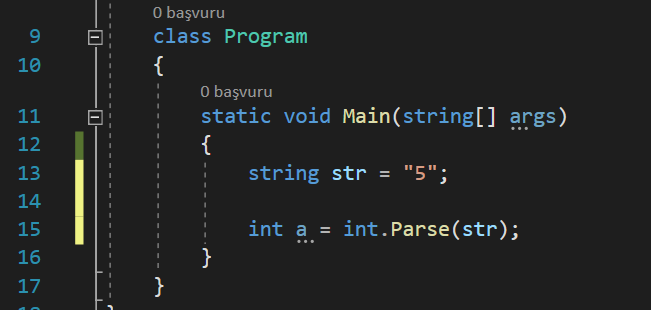 0 başvuru
9 class Program
10 {
0 başvuru
11 static void Main(string[] args)
12 {
13 string str = "5";
14
15 int a = int.Parse(str);
16 }
17 }